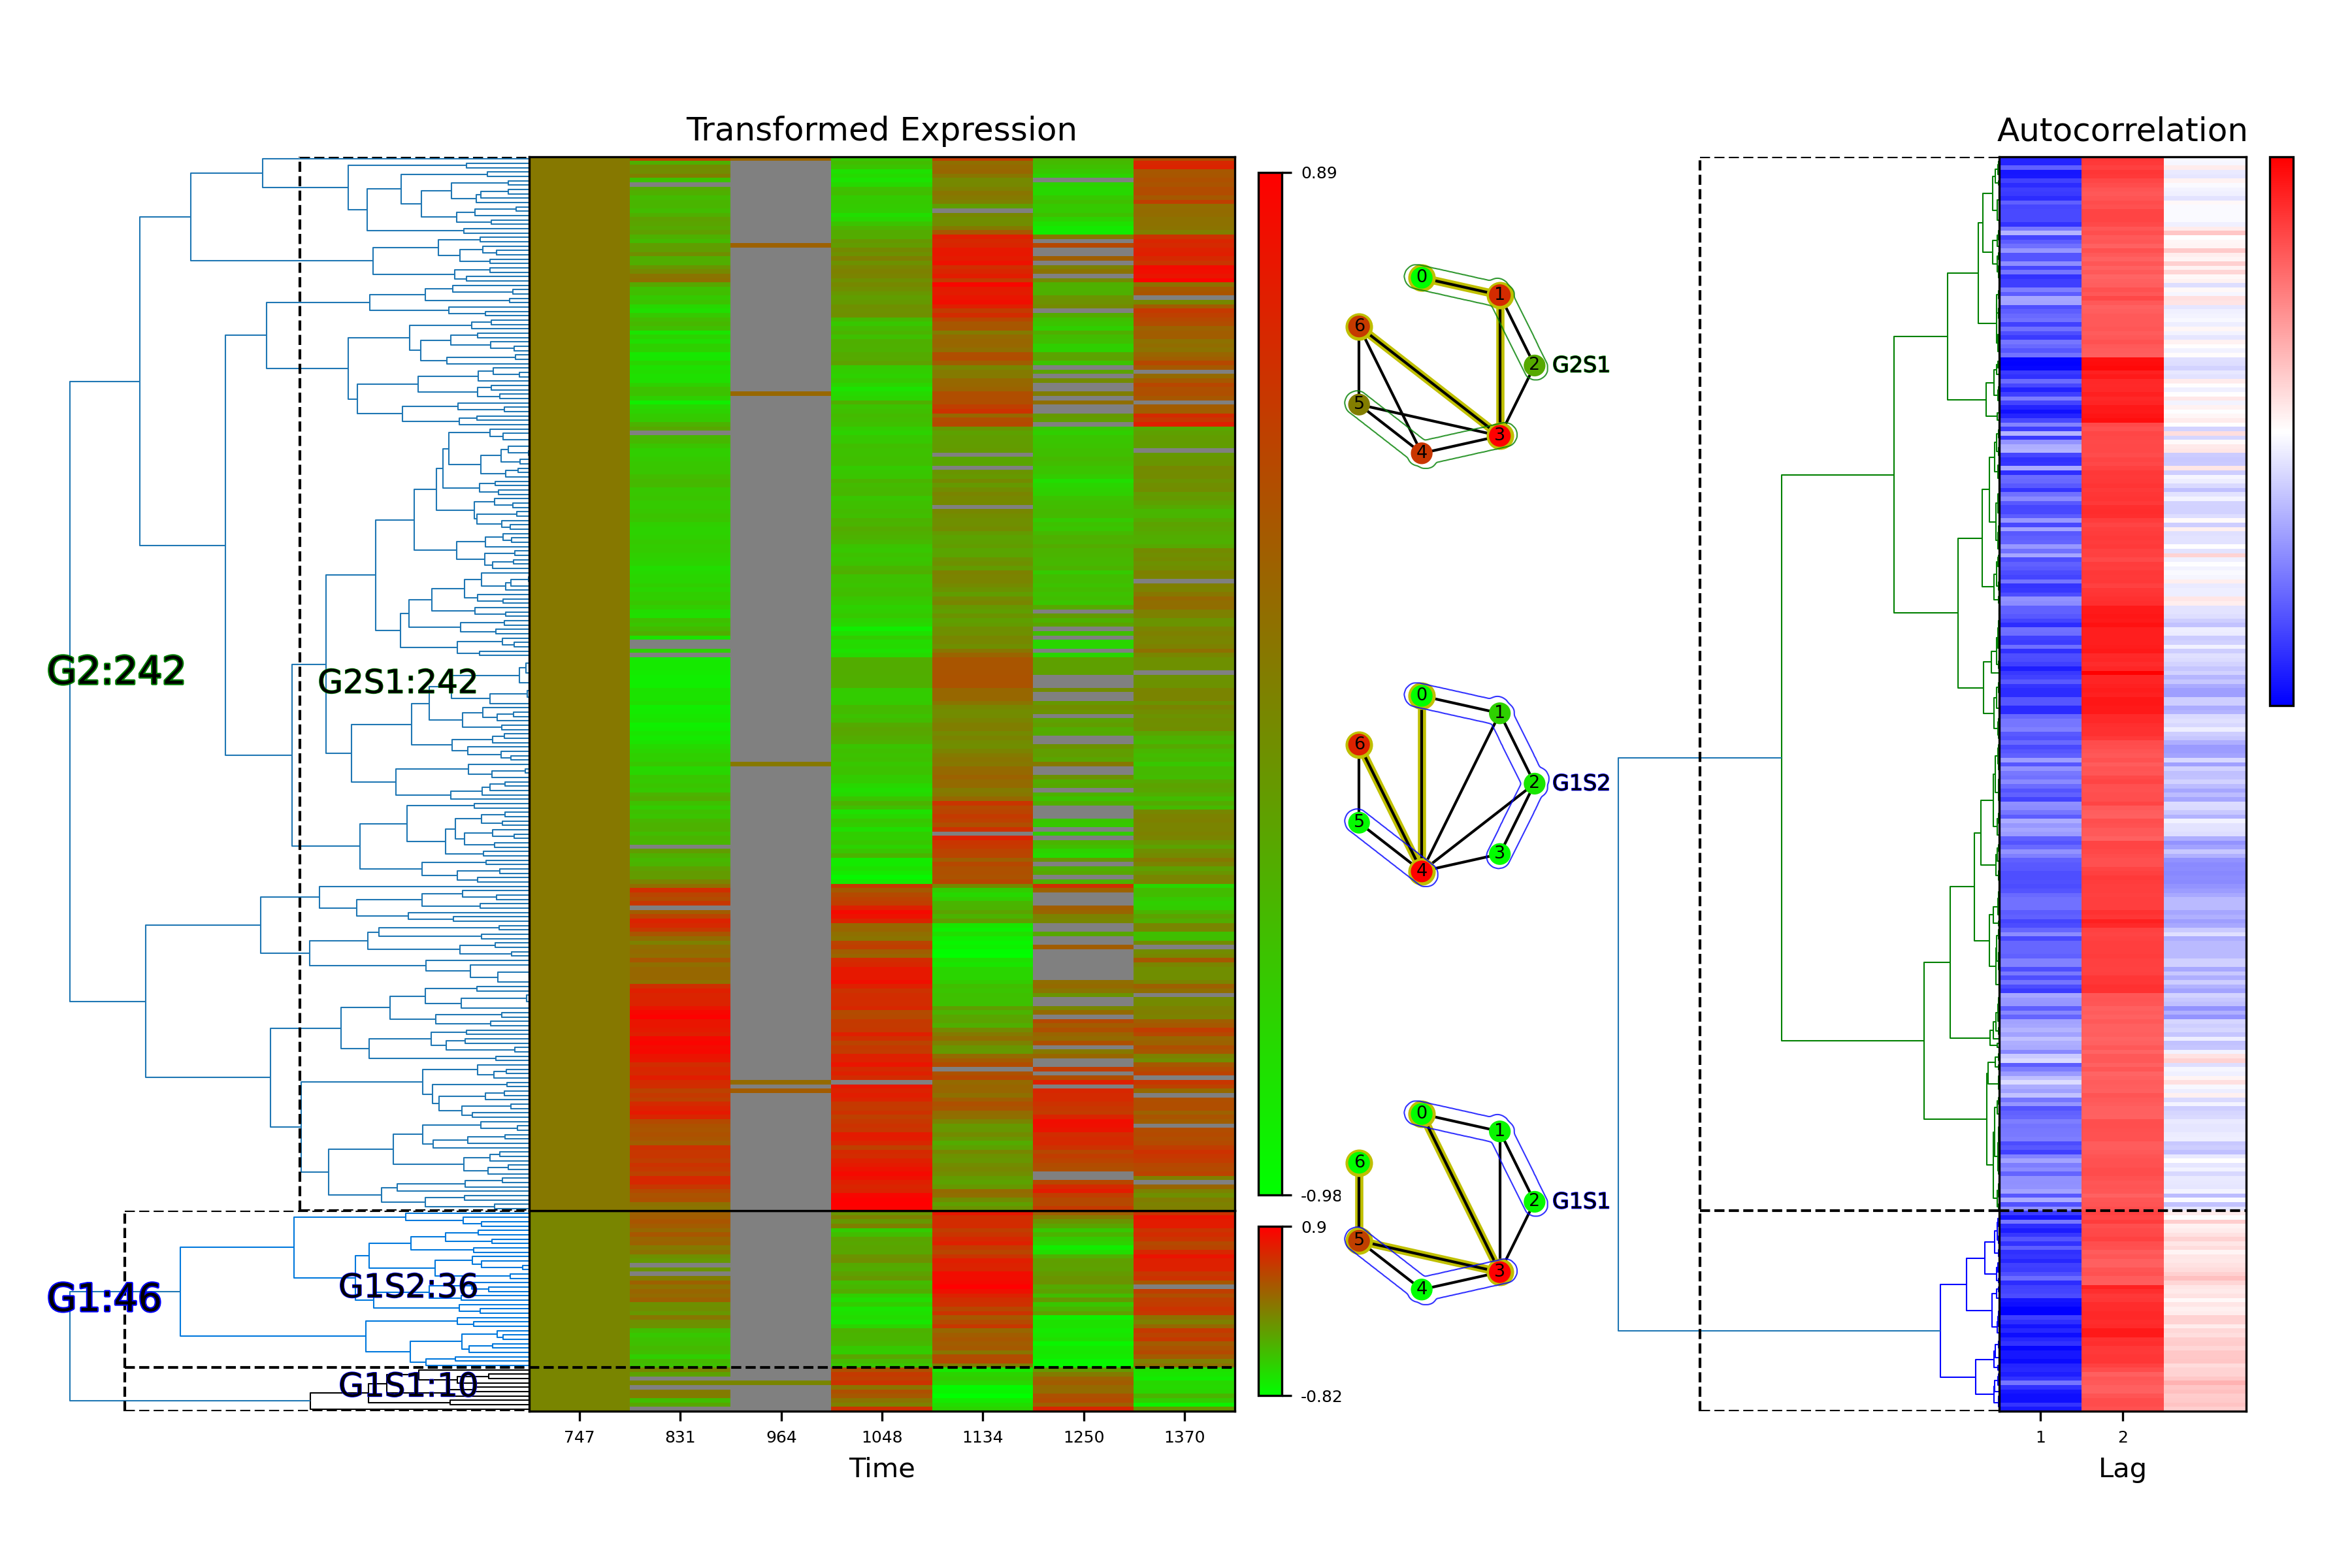 Transformed Expression
Autocorrelation
0.89
0
1
6
2
G2S1
5
3
4
G2:242
G2S1:242
0
1
6
2
G1S2
5
3
4
0
1
6
2
G1S1
-0.98
0.9
5
3
4
G1:46
G1S2:36
G1S1:10
-0.82
747
831
964
1048
1134
1250
1370
1
2
Time
Lag